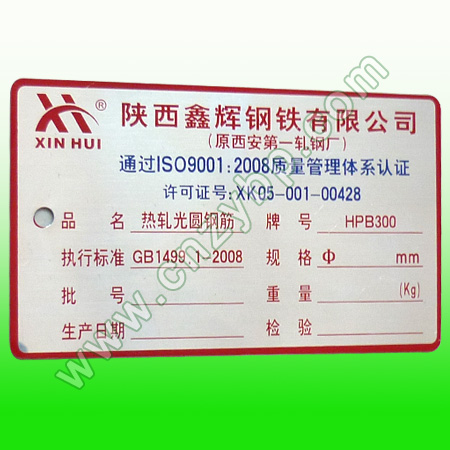 XIN HUI ®
陕西鑫辉钢铁有限公司
(原西安第一轧钢厂)
通过ISO9001:2008质量管理体系认证
许可证号:XK05-001-00428
品 名 热轧光圆钢筋 牌 号 HPB300
执行标准 GB1499.1-2008 规 格 Φ mm
批 号 重 量 (Kg)
生产日期 检 验
www.cnzyhp.com